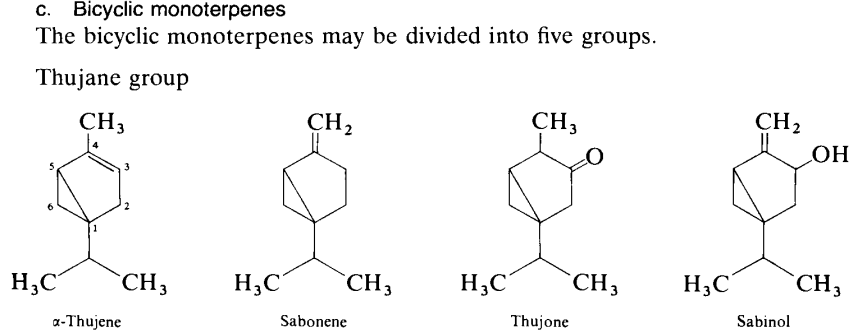 c. Bicyclic monoterpenes
The bicyclic monoterpenes may be divided into five groups.
Thujane group
CH3 CH2 CH3 CH2
4
5 3 O OH
6 2
1
H3C CH3 H3C CH3 H3C CH3 H3C CH3
α-Thujene Sabonene Thujone Sabinol